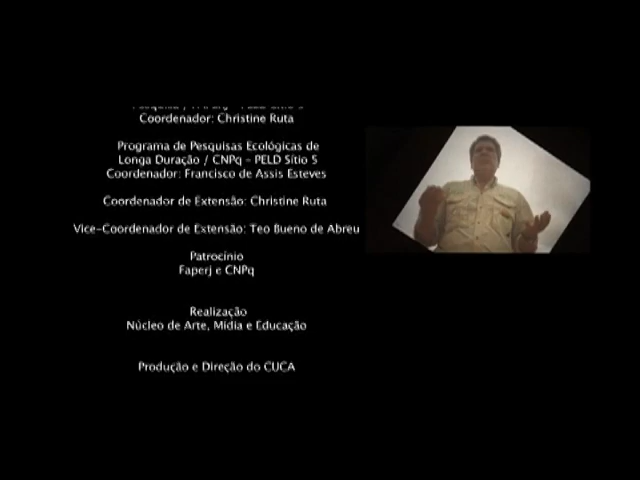 Coordenador: Christine Ruta
Programa de Pesquisas Ecológicas de
Longa Duração / CNPq - PELD Sítio 5
Coordenador: Francisco de Assis Esteves
Coordenador de Extensão: Christine Ruta
Vice-Coordenador de Extensão: Teo Bueno de Abreu
Patrocínio
Faperj e CNPq
Realização
Núcleo de Arte, Mídia e Educação
Produção e Direção do CUCA